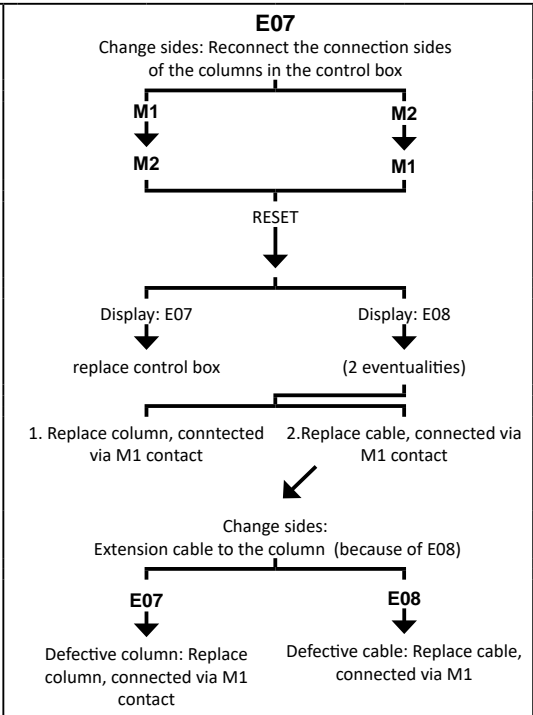 E07
Change sides: Reconnect the connection sides
of the columns in the control box
M1 M2
M2 M1
RESET
Display: E07 Display: E08
replace control box (2 eventualities)
1. Replace column, conntected 2.Replace cable, connected via
via M1 contact M1 contact
Change sides:
Extension cable to the column (because of E08)
E07 E08
Defective column: Replace Defective cable: Replace cable,
column, connected via M1 connected via M1
contact